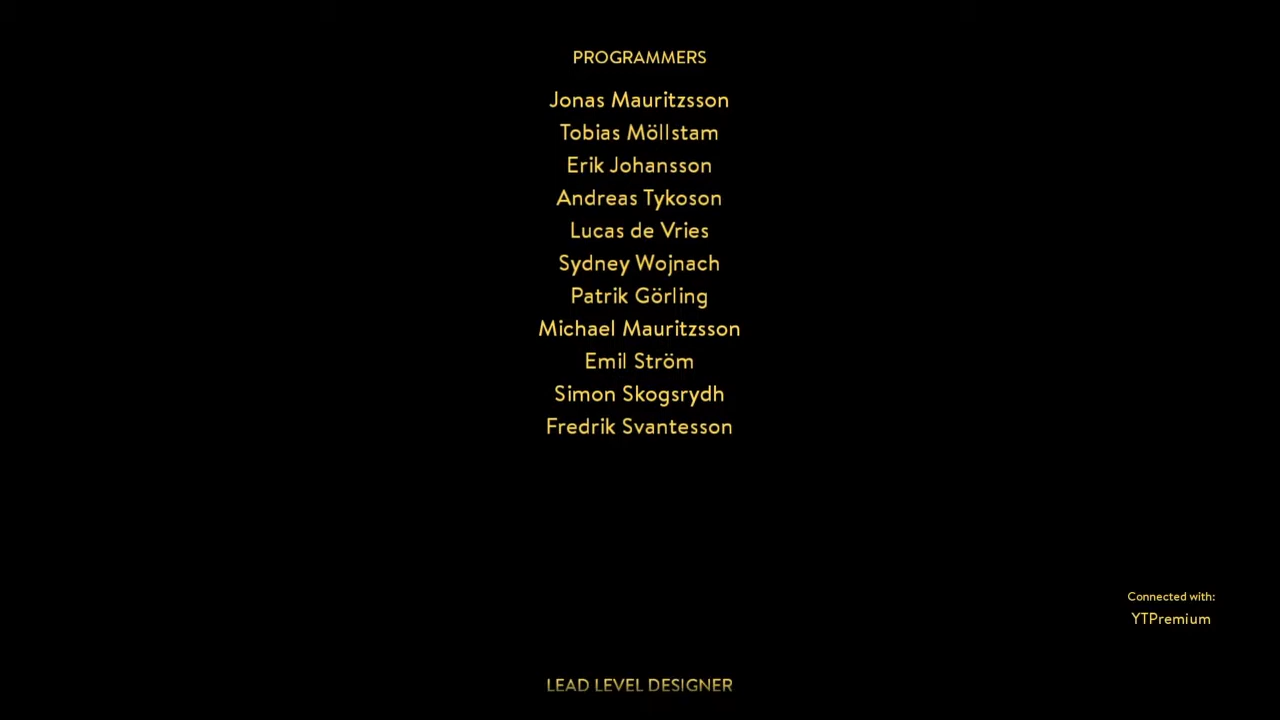 PROGRAMMERS
Jonas Mauritzsson
Tobias Möllstam
Erik Johansson
Andreas Tykoson
Lucas de Vries
Sydney Wojnach
Patrik Görling
Michael Mauritzsson
Emil Ström
Simon Skogsrydh
Fredrik Svantesson
Connected with:
YTPremium
LEAD LEVEL DESIGNER